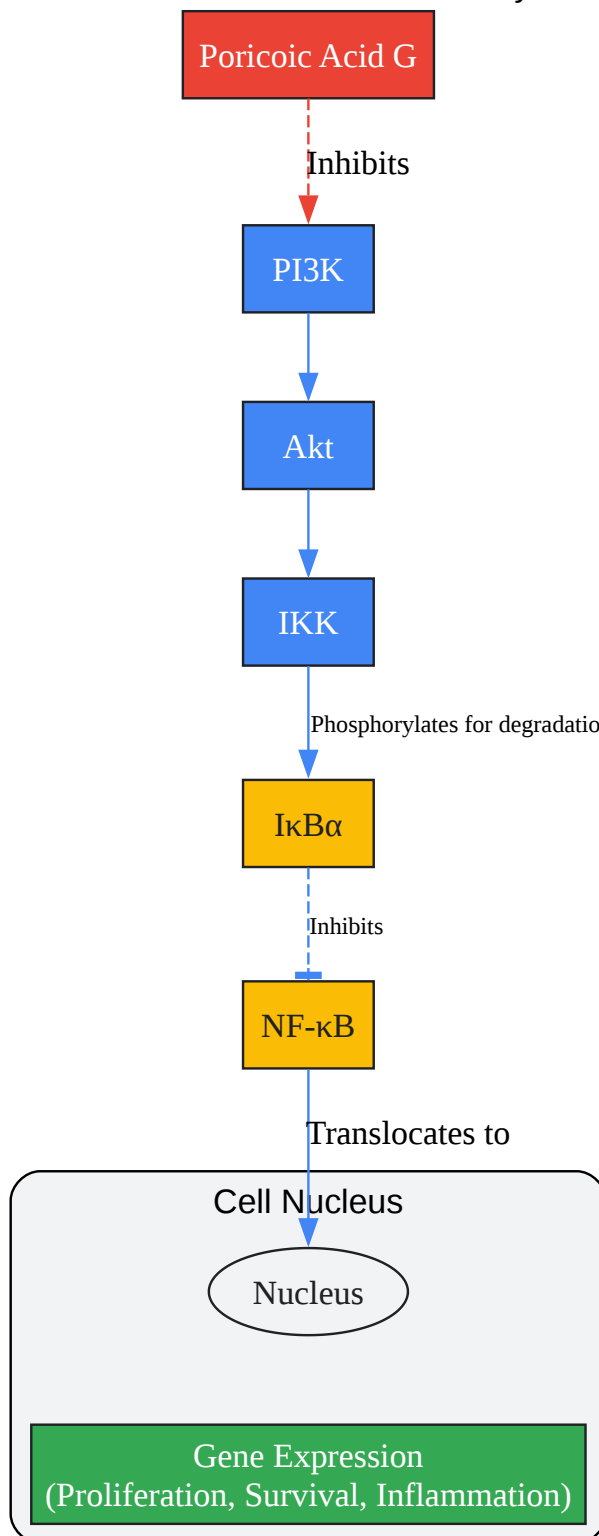 Poricoic Acid G
Inhibits
PI3K
Akt
IKK
Phosphorylates for degradatio
IκBα
Inhibits
NF-κB
Translocates to
Cell Nucleus
Nucleus
Gene Expression
(Proliferation, Survival, Inflammation)